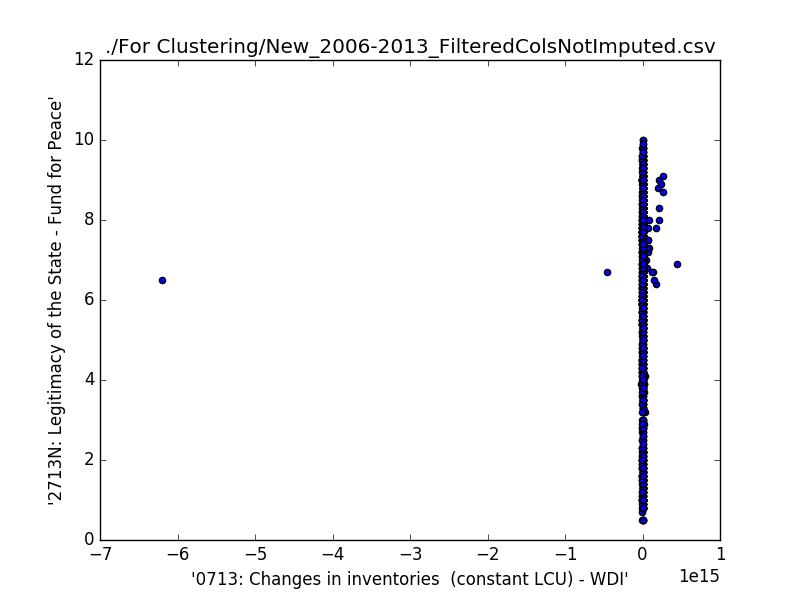 ./For Clustering/New_2006-2013_FilteredColsNotImputed.csv
12
10
8
6
4
2
0
'2713N: Legitimacy of the State - Fund for Peace'
−7 −6 −5 −4 −3 −2 −1 0 1
1e15
'0713: Changes in inventories  (constant LCU) - WDI'